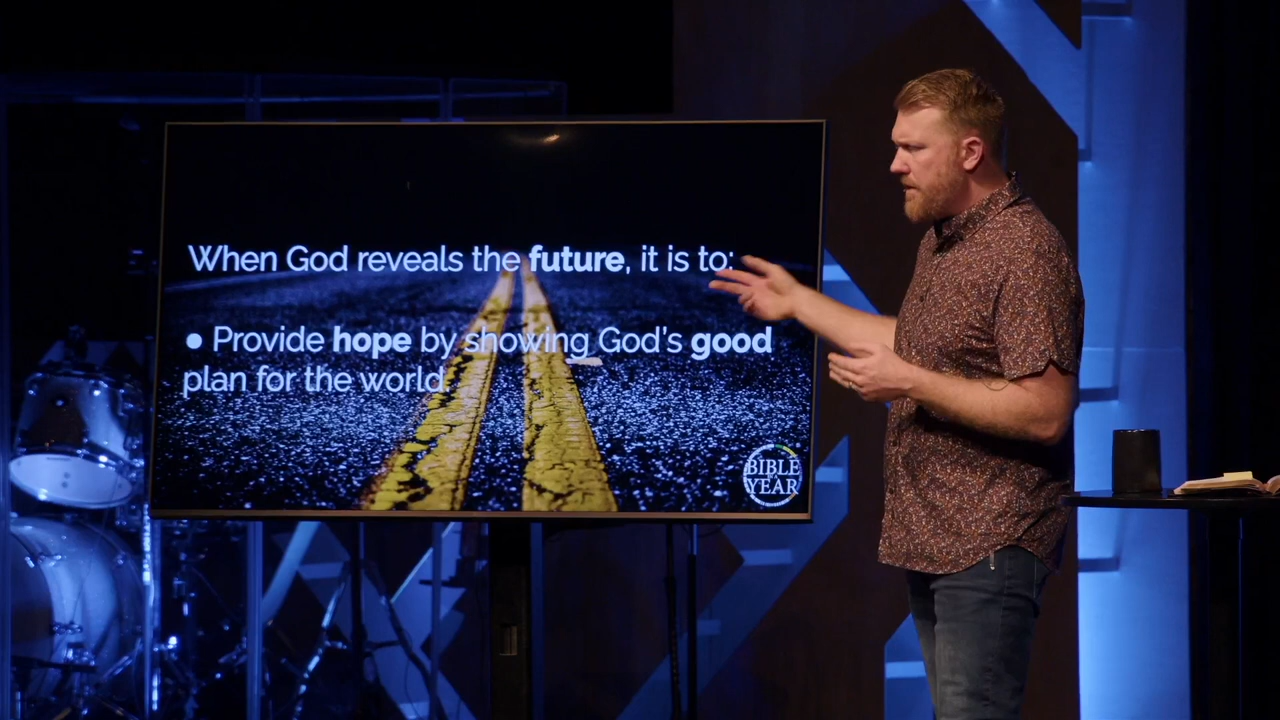 When God reveals the future, it is to:
● Provide hope by showing God's good
plan for the world.
BIBLE
YEAR